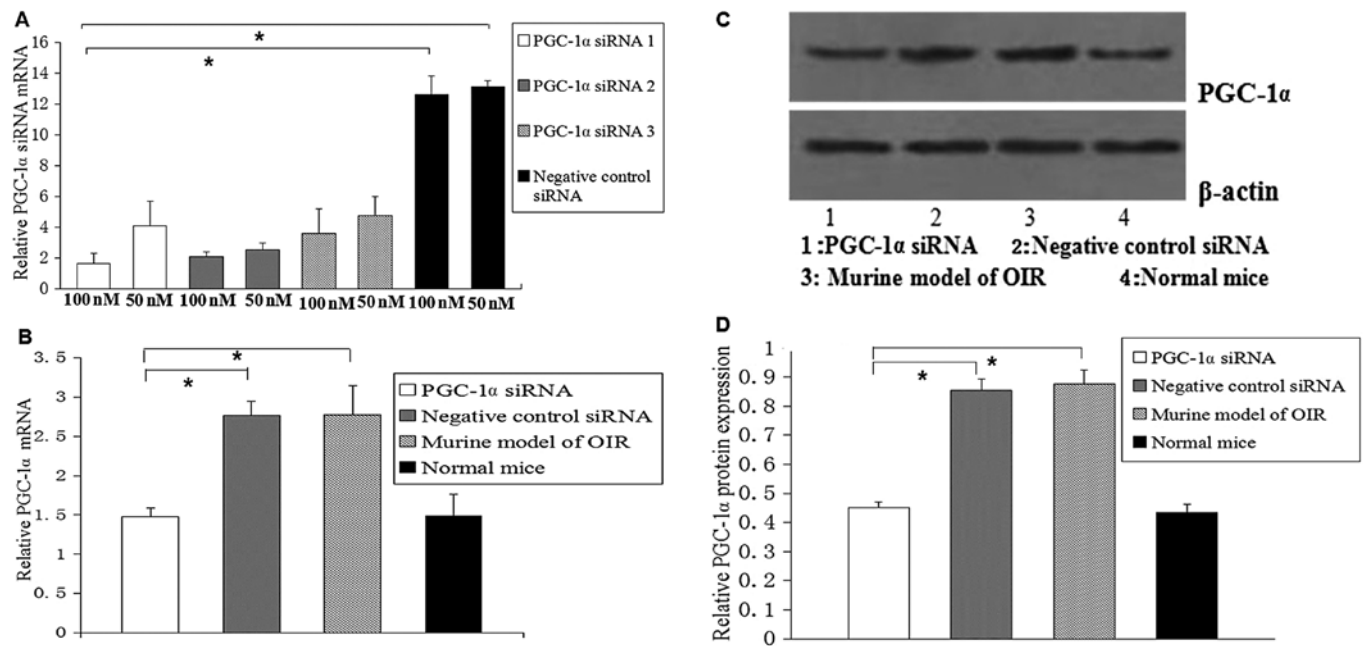 A
*
*
Relative PGC-1α siRNA mRNA
16
14
12
10
8
6
4
2
0
100 nM 50 nM 100 nM 50 nM 100 nM 50 nM 100 nM 50 nM
PGC-1α siRNA 1
PGC-1α siRNA 2
PGC-1α siRNA 3
Negative control
siRNA
B
*
*
Relative PGC-1α mRNA
3. 5
3
2. 5
2
1. 5
1
0. 5
0
PGC-1α siRNA
Negative control siRNA
Murine model of OIR
Normal mice
C
PGC-1α
β-actin
1 2 3 4
1 :PGC-1α siRNA 2:Negative control siRNA
3: Murine model of OIR 4:Normal mice
D
*
*
Relative PGC-1α protein expression
1
0. 9
0. 8
0. 7
0. 6
0. 5
0. 4
0. 3
0. 2
0. 1
0
PGC-1α siRNA
Negative control siRNA
Murine model of OIR
Normal mice